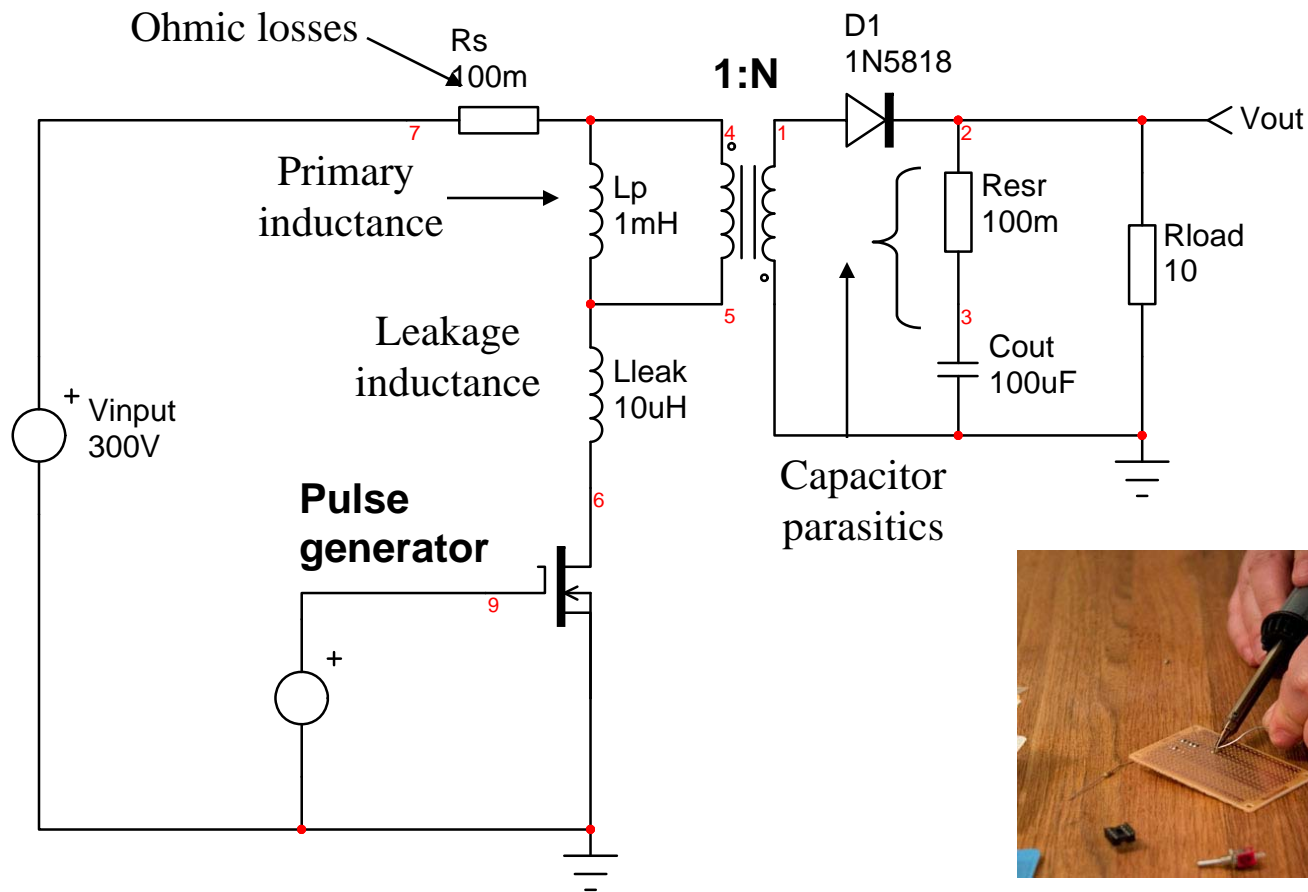 Ohmic losses
Rs
100m
D1
1N5818
1:N
7
4
1
2
Vout
Primary
inductance
Lp
1mH
Resr
100m
Rload
10
5
3
Leakage
inductance
Lleak
10uH
Cout
100uF
+
Vinput
300V
Capacitor
parasitics
Pulse
generator
6
9
+